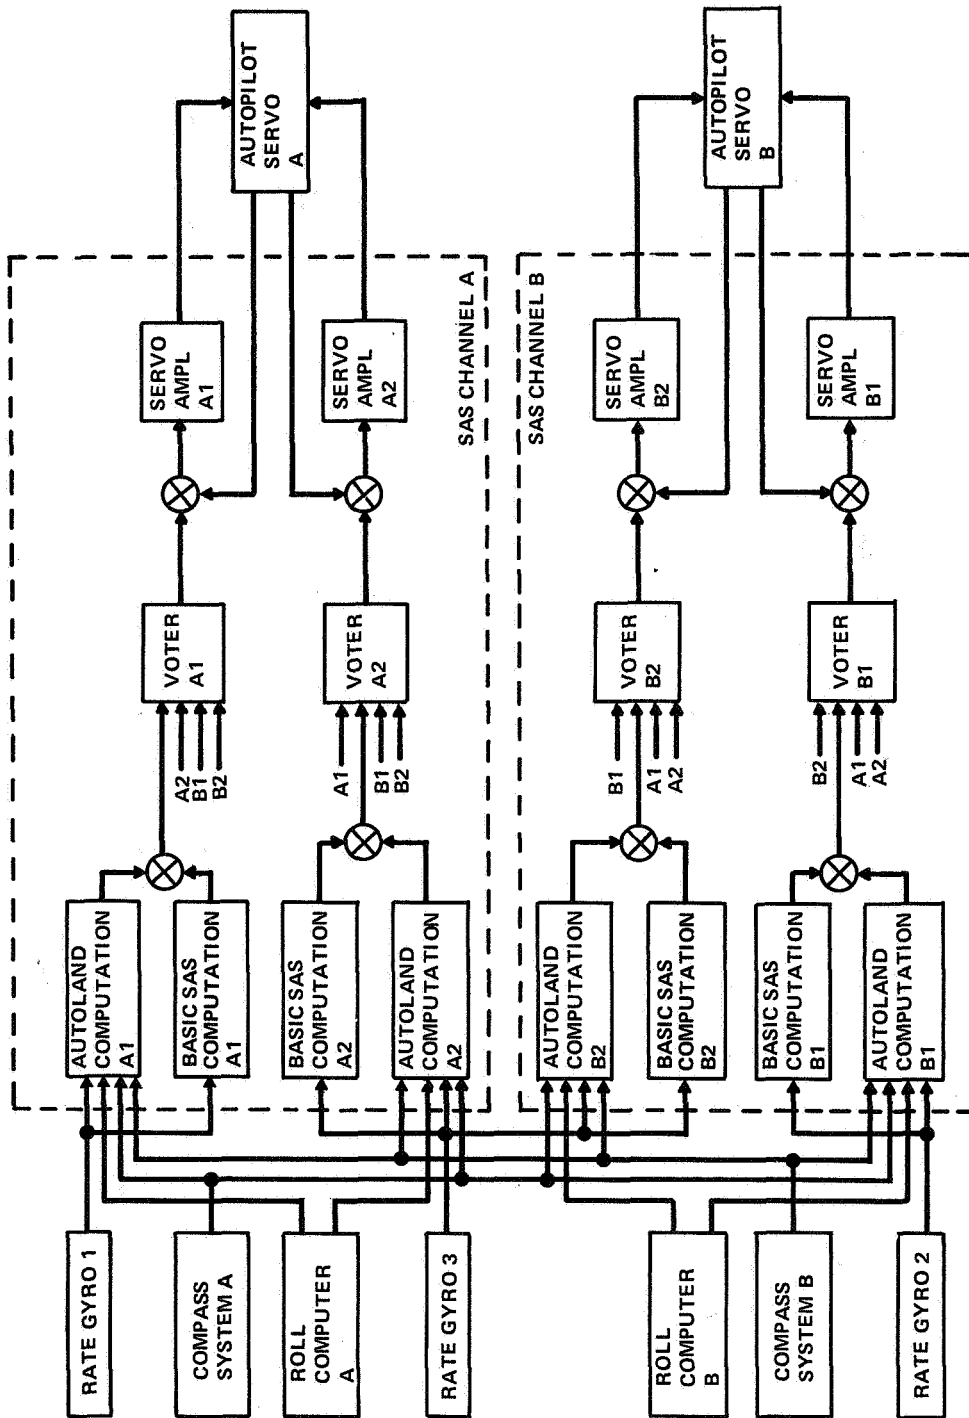 RATE GYRO 1
COMPASS
SYSTEM A
ROLL
COMPUTER
A
RATE GYRO 3
ROLL
COMPUTER
B
COMPASS
SYSTEM B
RATE GYRO 2
AUTOLAND
COMPUTATION
A1
BASIC SAS
COMPUTATION
A1
BASIC SAS
COMPUTATION
A2
AUTOLAND
COMPUTATION
A2
AUTOLAND
COMPUTATION
B2
BASIC SAS
COMPUTATION
B2
BASIC SAS
COMPUTATION
B1
AUTOLAND
COMPUTATION
B1
A2
B1
B2
A1
B1
B2
B1
A1
A2
B2
A1
A2
VOTER
A1
VOTER
A2
VOTER
B2
VOTER
B1
SERVO
AMPL
A1
SERVO
AMPL
A2
SAS CHANNEL A
SAS CHANNEL B
SERVO
AMPL
B2
SERVO
AMPL
B1
AUTOPILOT
SERVO
A
AUTOPILOT
SERVO
B